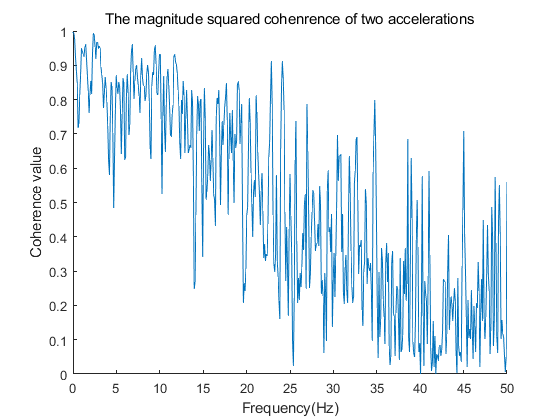 The magnitude squared cohenrence of two accelerations
1
0.9
0.8
0.7
0.6
0.5
0.4
0.3
0.2
0.1
0
Coherence value
0 5 10 15 20 25 30 35 40 45 50
Frequency(Hz)